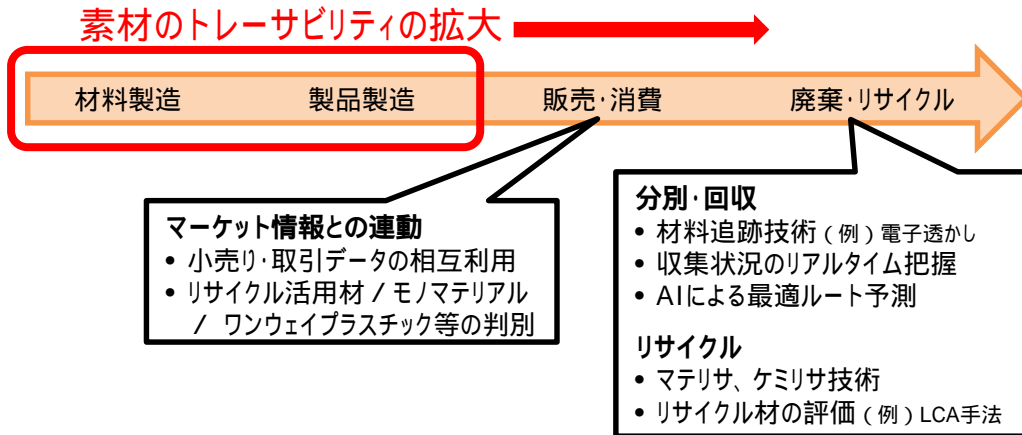 素材のトレーサビリティの拡大
材料製造 製品製造 販売・消費 廃棄・リサイクル
マーケット情報との連動
• 小売り・取引データの相互利用
• リサイクル活用材 / モノマテリアル
/ ワンウェイプラスチック等の判別
分別・回収
• 材料追跡技術（例）電子透かし
• 収集状況のリアルタイム把握
• AIによる最適ルート予測
リサイクル
• マテリサ、ケミリサ技術
• リサイクル材の評価（例）LCA手法